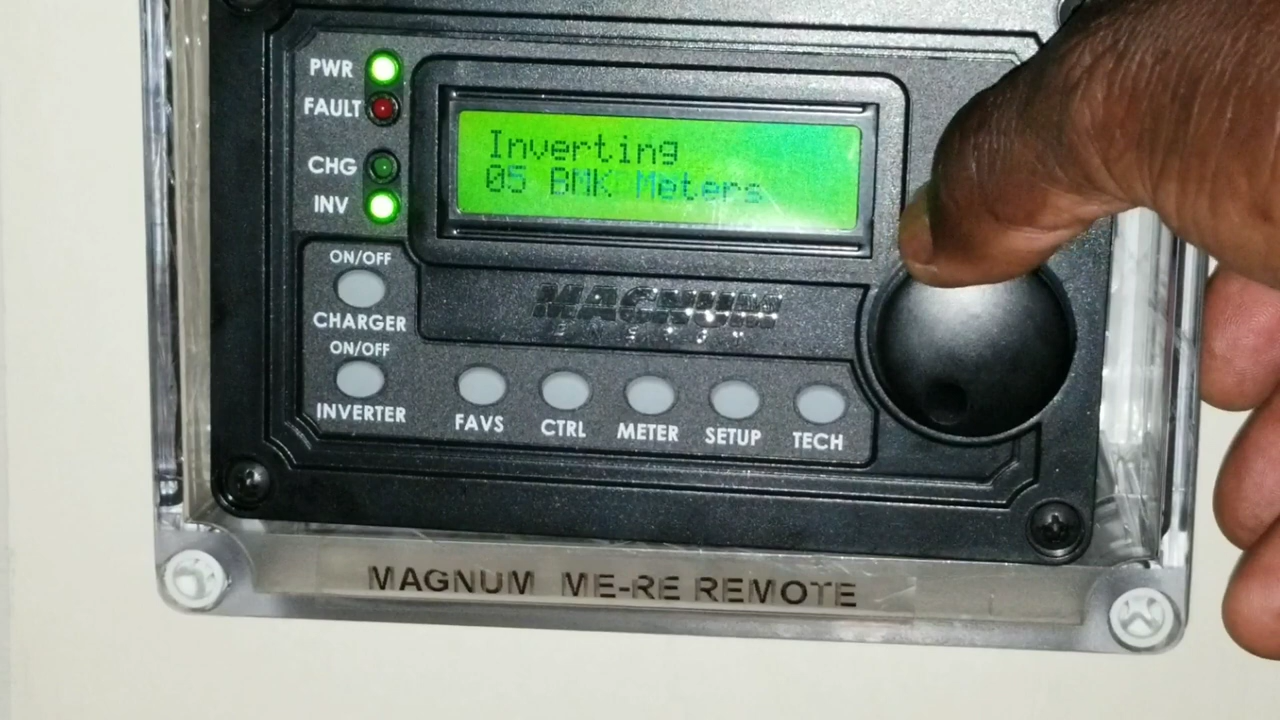 PWR
FAULT
CHG
INV
Inverting
05 BMK Meters
ON/OFF
CHARGER
ON/OFF
INVERTER
MAGNUM
ENERGY
FAVS
CTRL
METER
SETUP
TECH
MAGNUM ME-RE REMOTE